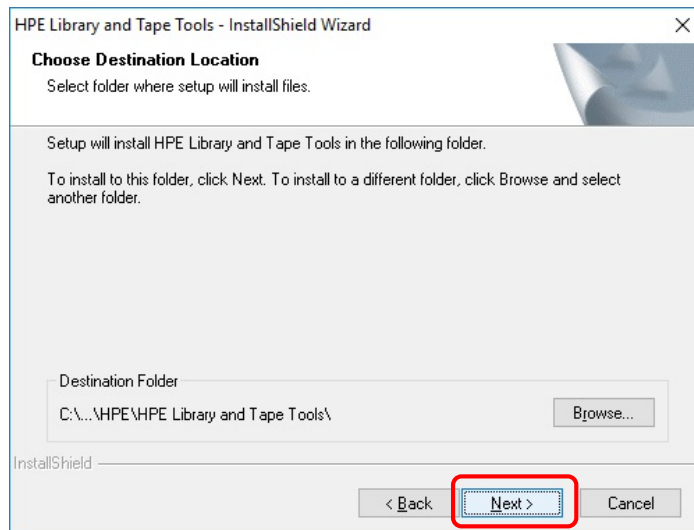 HPE Library and Tape Tools - InstallShield Wizard
Choose Destination Location
Select folder where setup will install files.
Setup will install HPE Library and Tape Tools in the following folder.
To install to this folder, click Next. To install to a different folder, click Browse and select
another folder.
Destination Folder
C:\...\HPE\HPE Library and Tape Tools\
Browse...
InstallShield
< Back
Next >
Cancel